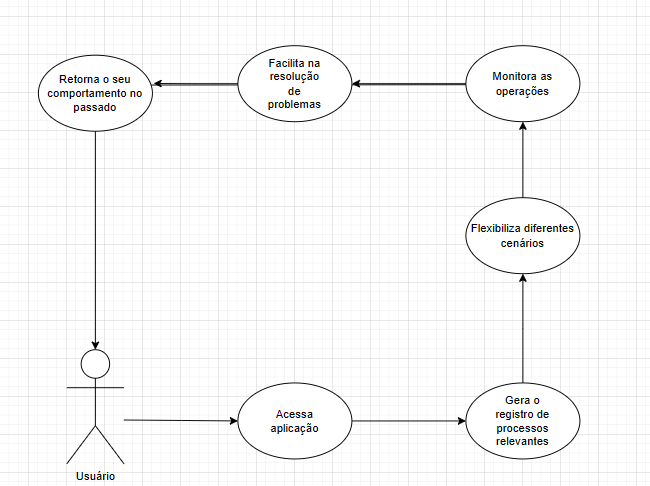 Retorna o seu
comportamento no
passado
Facilita na
resolução
de
problemas
Monitora as
operações
Flexibiliza diferentes
cenários
Gera o
registro de
processos
relevantes
Acessa
aplicação
Usuário